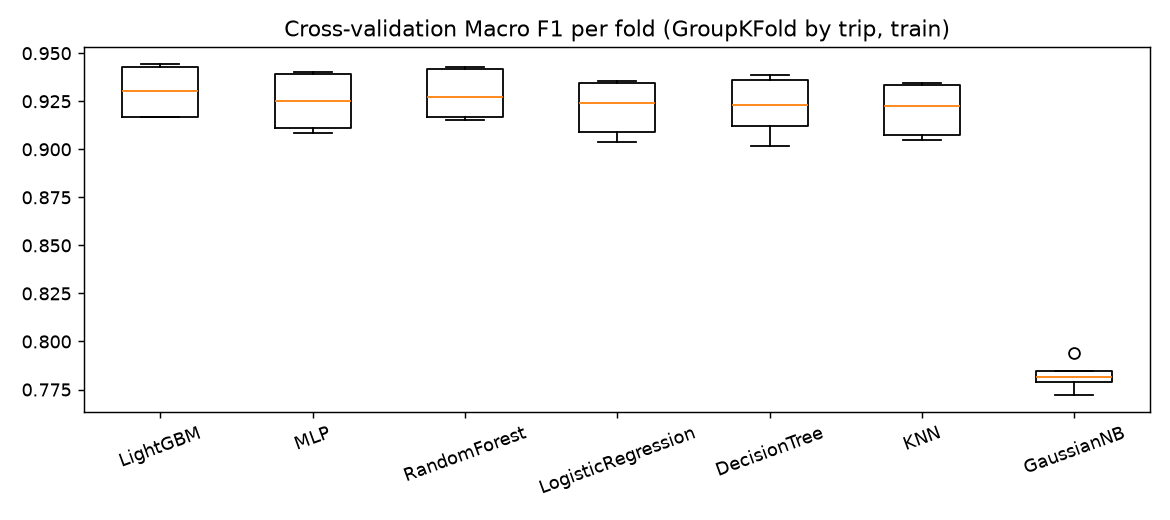 Cross-validation Macro F1 per fold (GroupKFold by trip, train)
0.950
0.925
0.900
0.875
0.850
0.825
0.800
0.775
LightGBM
MLP
RandomForest
LogisticRegression
DecisionTree
KNN
GaussianNB